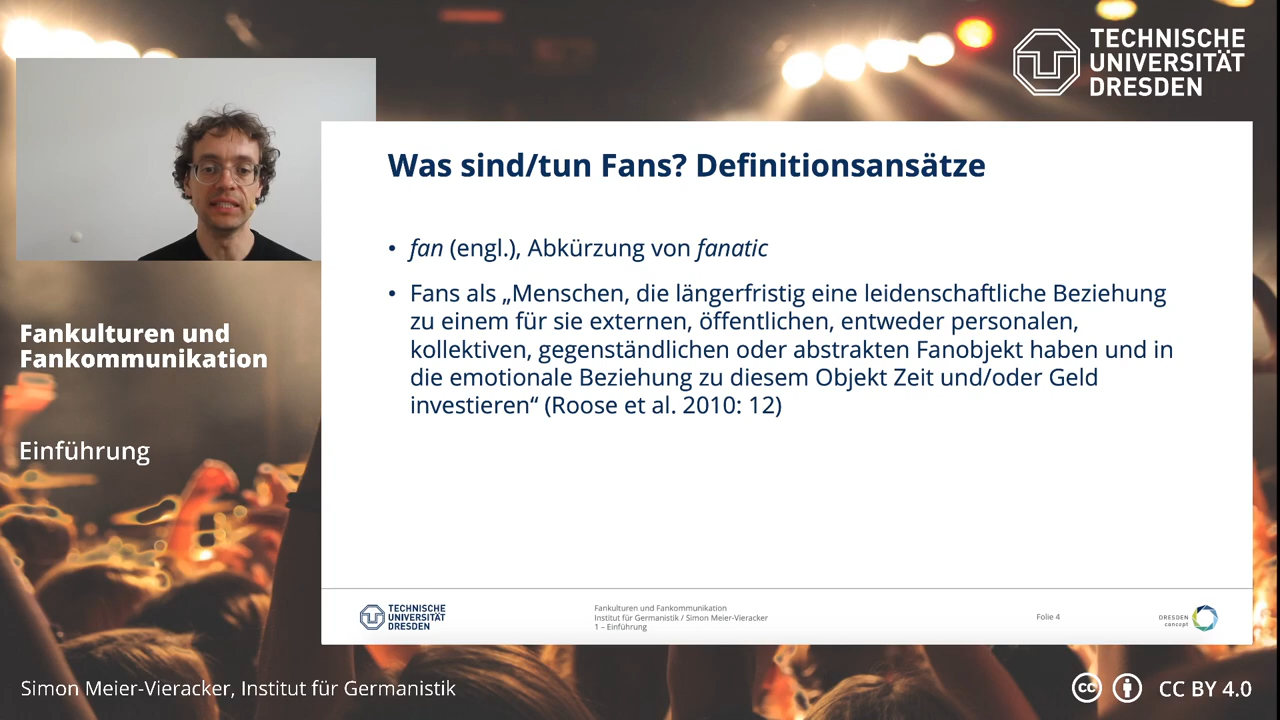 TECHNISCHE
UNIVERSITÄT
DRESDEN
Was sind/tun Fans? Definitionsansätze
• fan (engl.), Abkürzung von fanatic
• Fans als „Menschen, die längerfristig eine leidenschaftliche Beziehung
zu einem für sie externen, öffentlichen, entweder personalen,
kollektiven, gegenständlichen oder abstrakten Fanobjekt haben und in
die emotionale Beziehung zu diesem Objekt Zeit und/oder Geld
investieren“ (Roose et al. 2010: 12)
Fankulturen und
Fankommunikation
Einführung
TECHNISCHE
UNIVERSITÄT
DRESDEN
Fankulturen und Fankommunikation
Institut für Germanistik / Simon Meier-Vieracker
1 – Einführung
Folie 4
DRESDEN
concept
Simon Meier-Vieracker, Institut für Germanistik
cc
CC BY 4.0